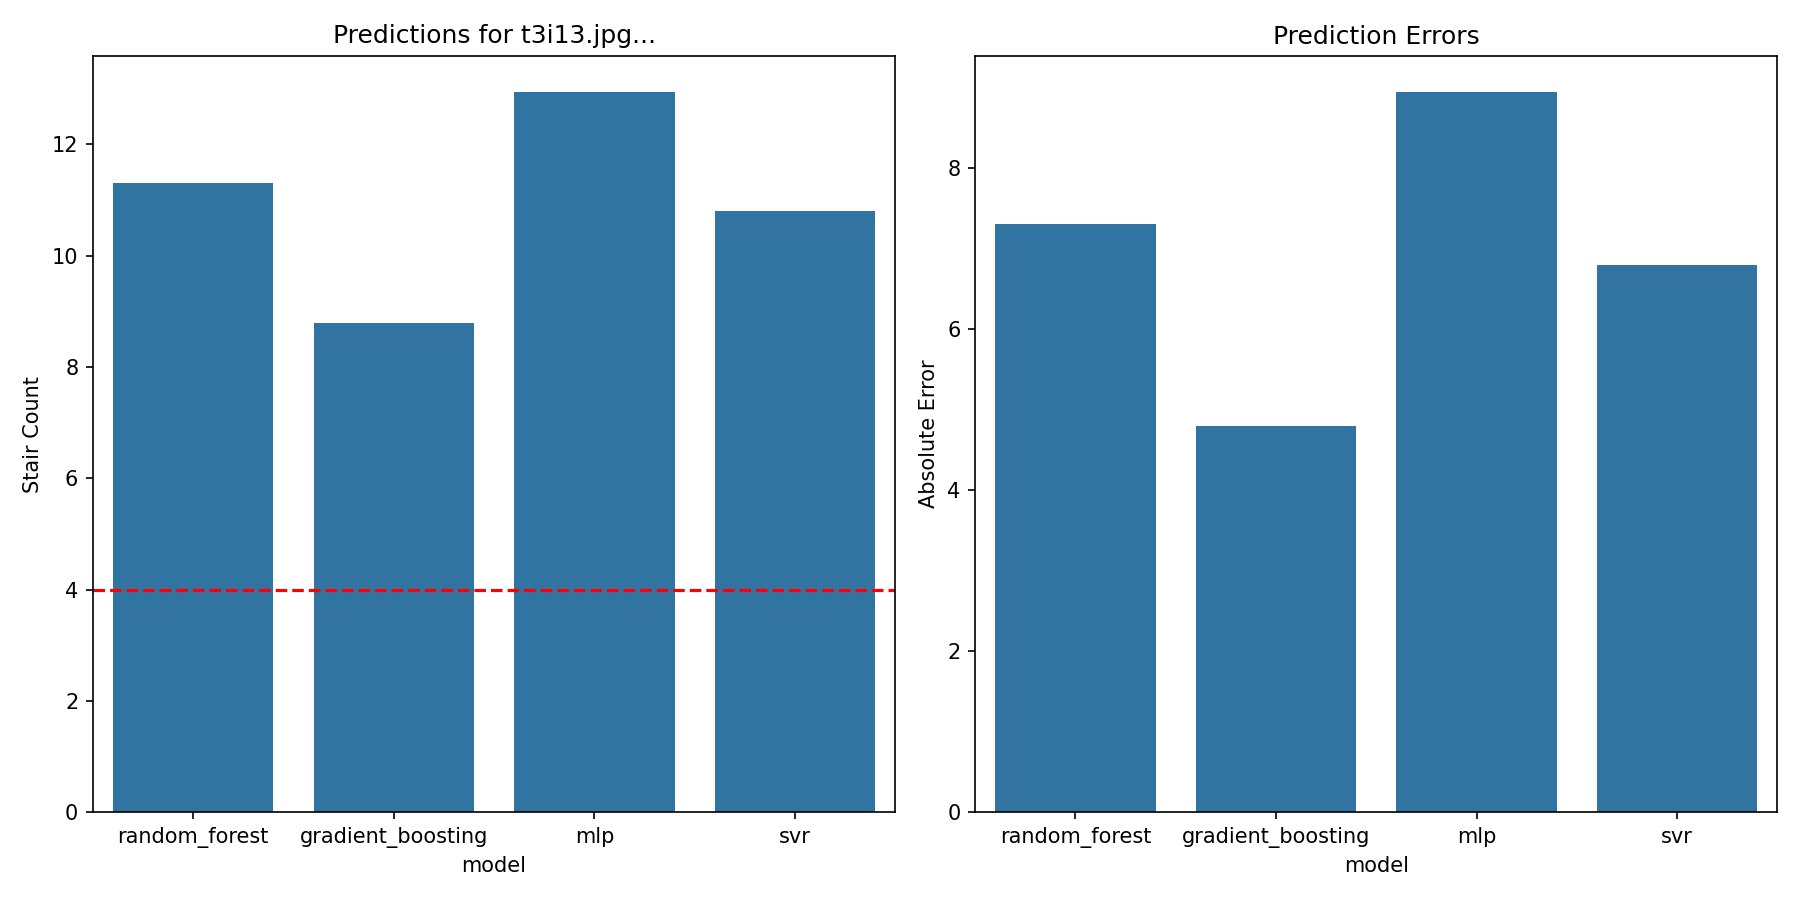 Predictions for t3i13.jpg...
Stair Count
12
10
8
6
4
2
0
random_forest gradient_boosting mlp svr
model
Prediction Errors
Absolute Error
8
6
4
2
0
random_forest gradient_boosting mlp svr
model